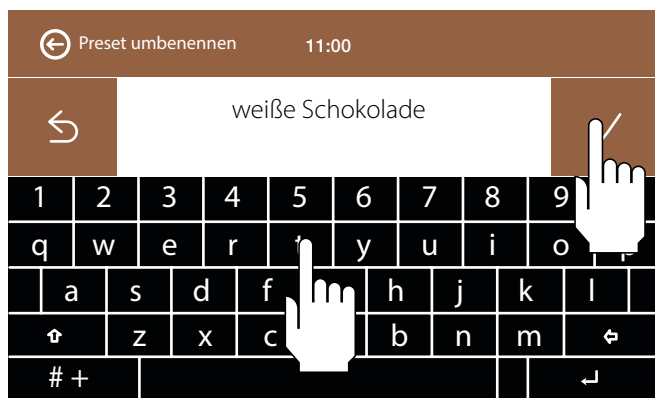 Preset umbenennen 11:00
weiße Schokolade
1 2 3 4 5 6 7 8 9
q w e r t y u i o p
a s d f h j k l
z x c b n m
# +